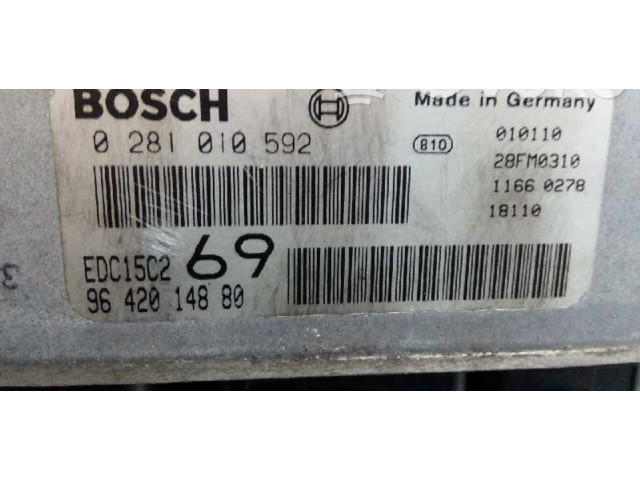 BOSCH
Made in Germany
0 281 010 592
810
010110
28FM0310
1166 0278
18110
EDC15C2
69
96 420 148 80
3